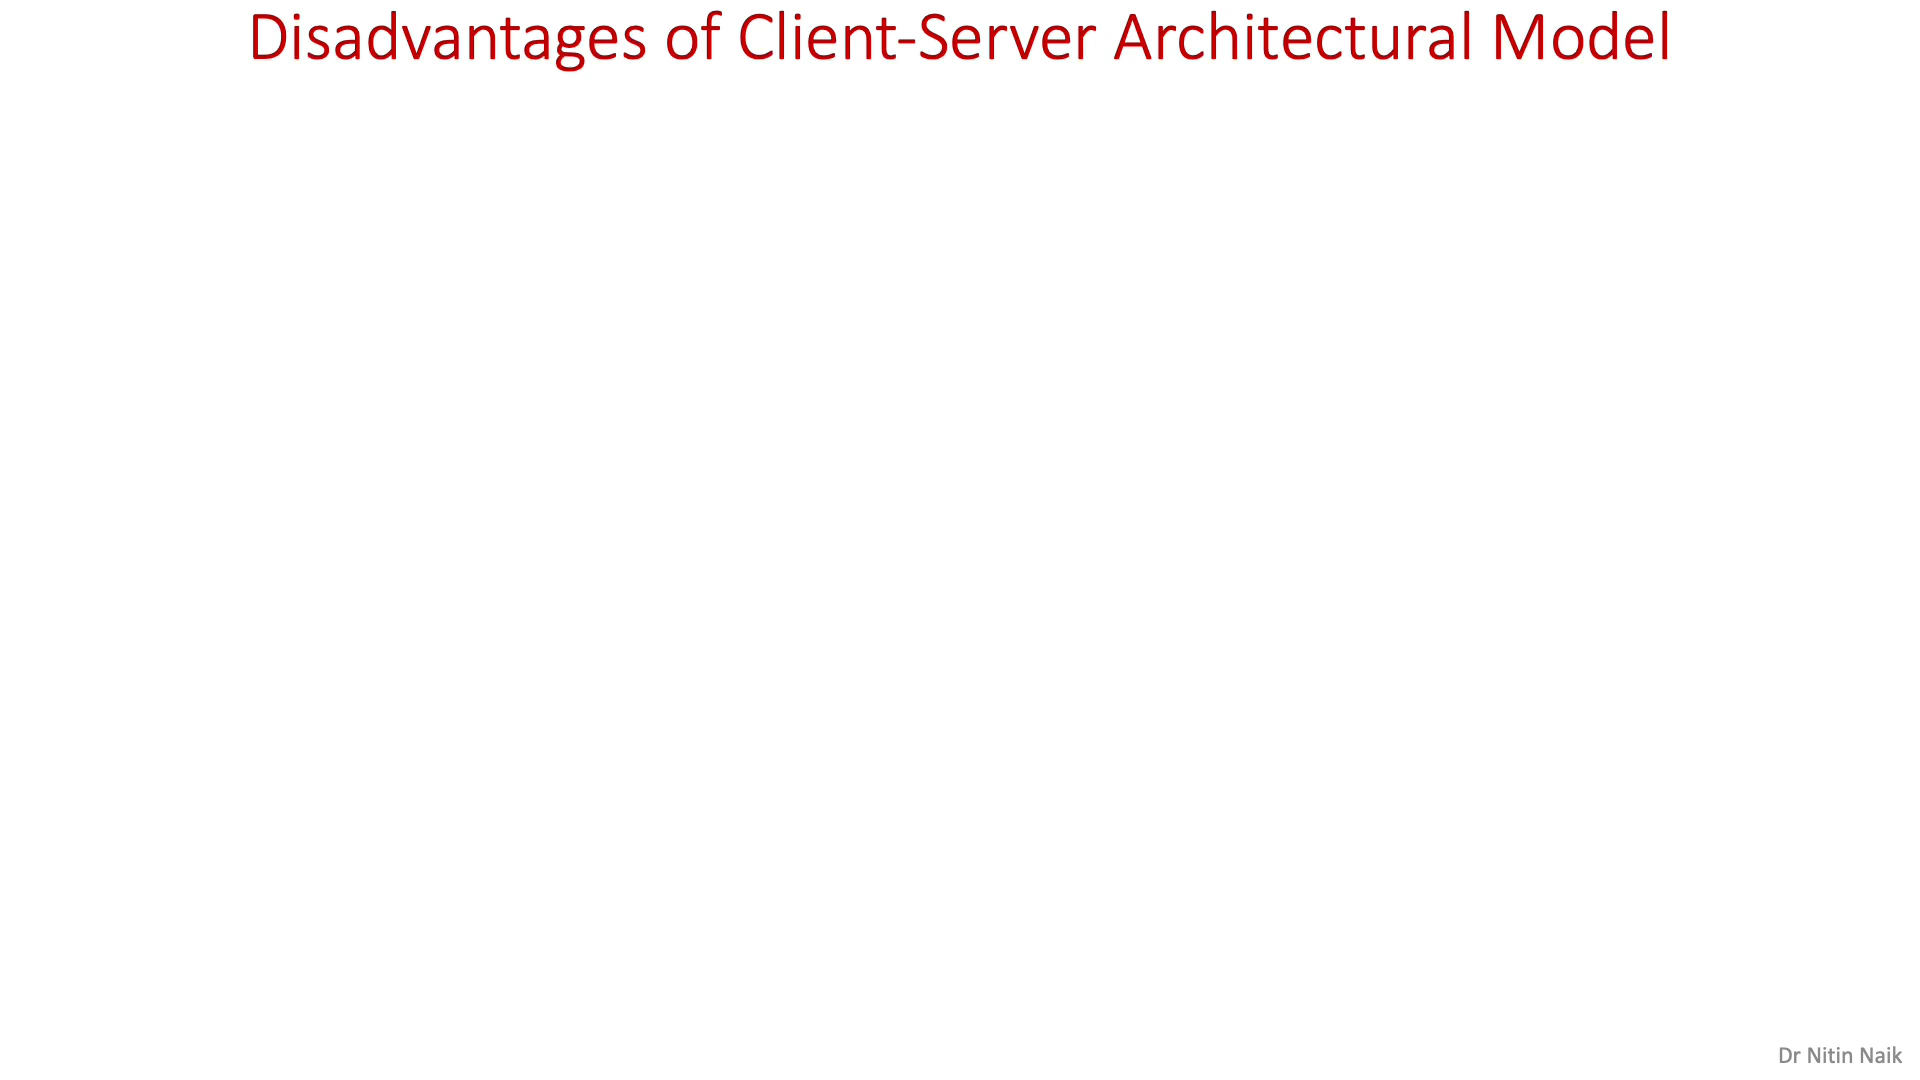 Disadvantages of Client-Server Architectural Model
Dr Nitin Naik